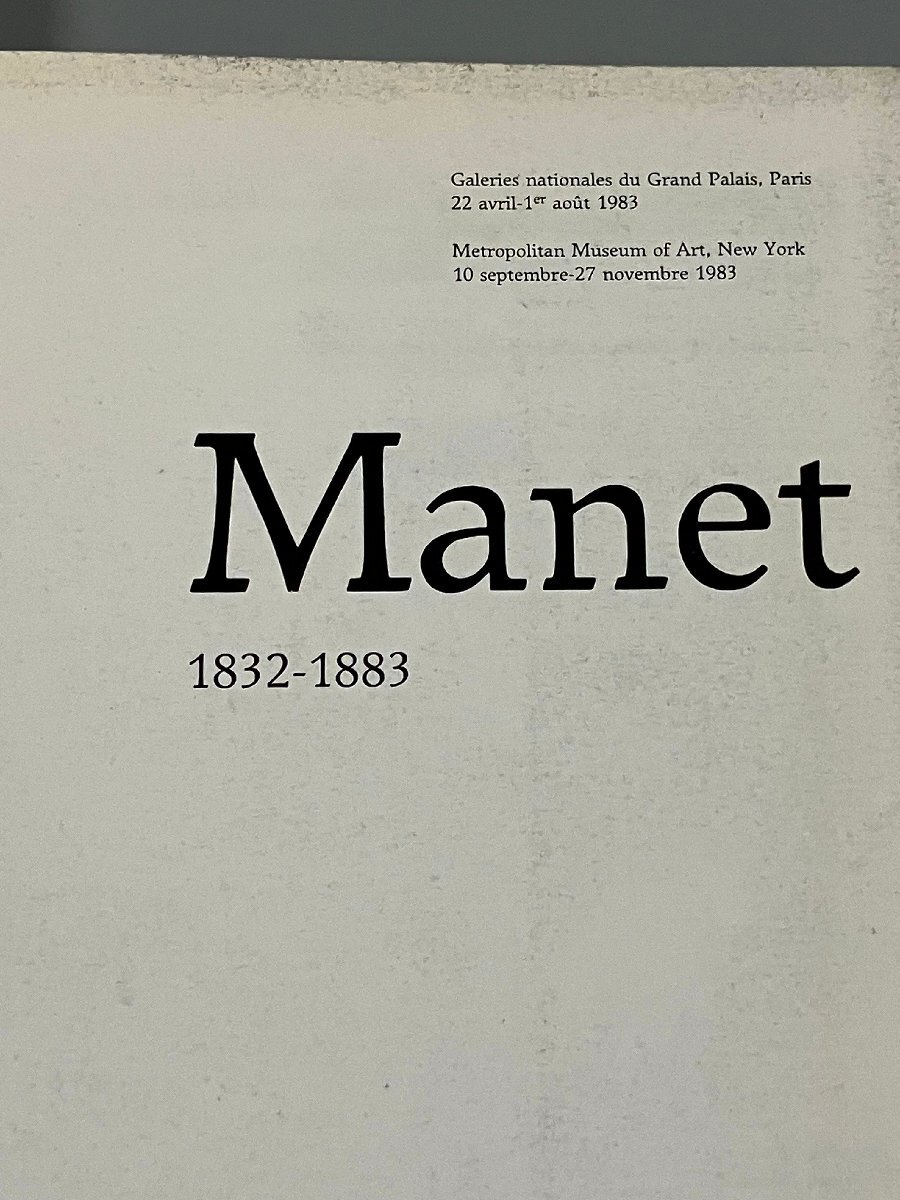 Galeries nationales du Grand Palais, Paris
22 avril-1er août 1983
Metropolitan Museum of Art, New York
10 septembre-27 novembre 1983
Manet
1832-1883